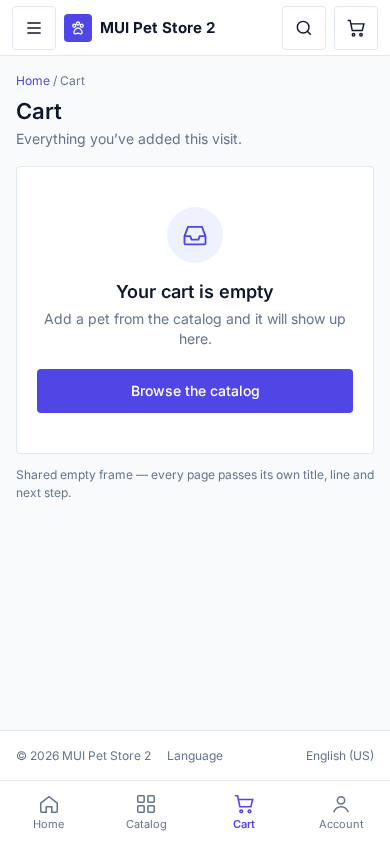 MUI Pet Store 2
Home / Cart
Cart
Everything you’ve added this visit.
Your cart is empty
Add a pet from the catalog and it will show up
here.
Browse the catalog
Shared empty frame — every page passes its own title, line and
next step.
© 2026 MUI Pet Store 2 Language English (US)
Home Catalog Cart Account